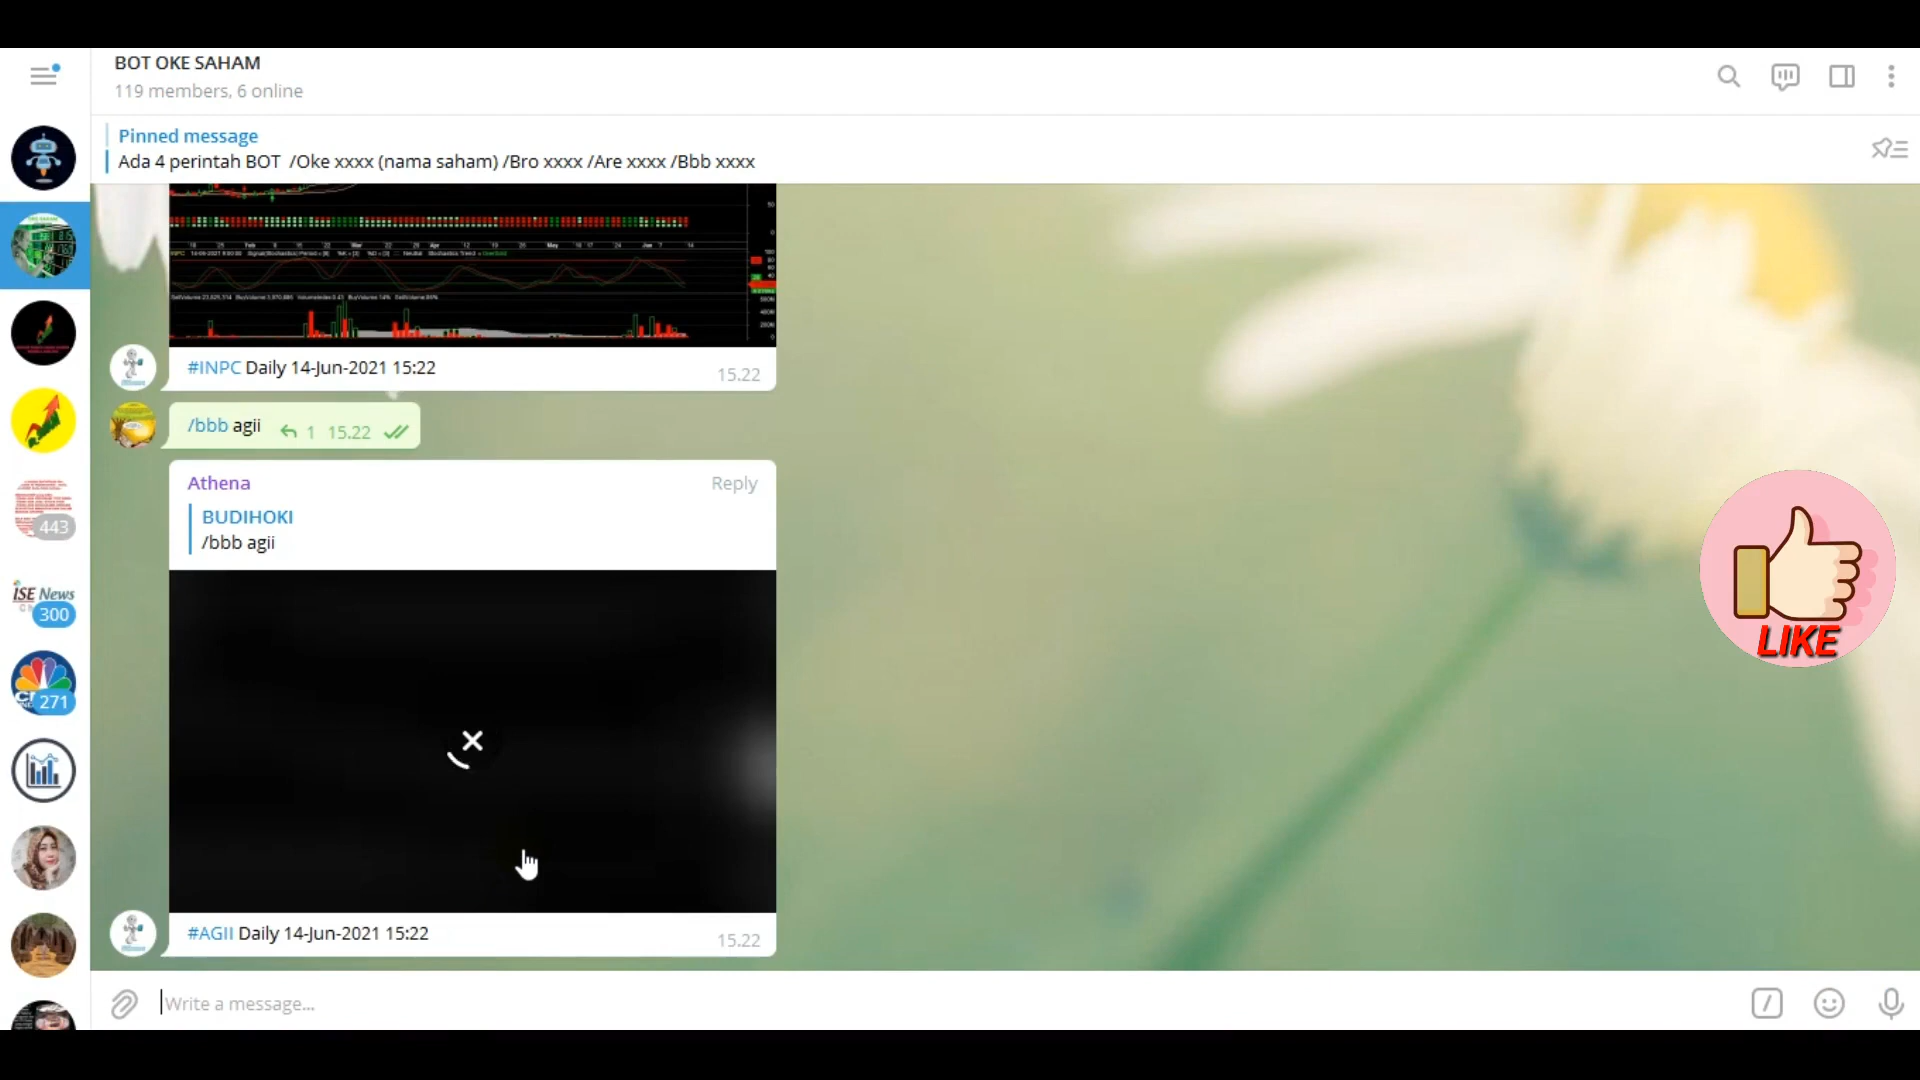 BOT OKE SAHAM
119 members, 6 online
Pinned message
Ada 4 perintah BOT /Oke xxxx (nama saham) /Bro xxxx /Are xxxx /Bbb xxxx
#INPC Daily 14-Jun-2021 15:22
15.22
/bbb agii
1 15.22
Athena
Reply
BUDIHOKI
/bbb agii
#AGII Daily 14-Jun-2021 15:22
15.22
Write a message...
443
ISE News
300
271
LIKE